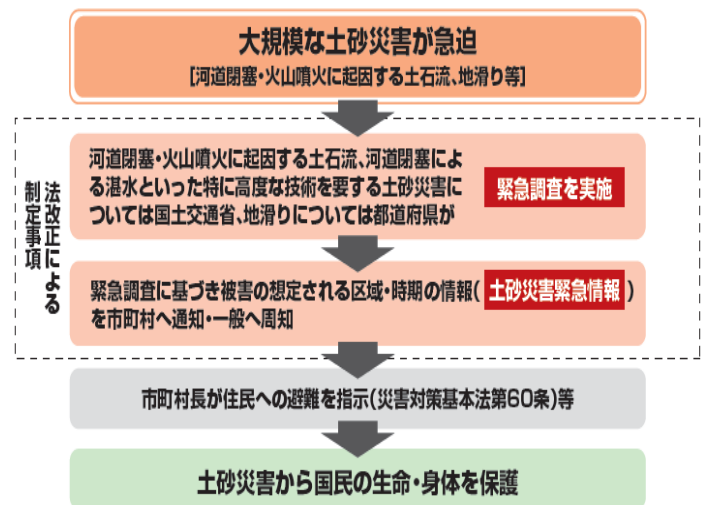 大規模な土砂災害が急迫
[河道閉塞・火山噴火に起因する土石流、地滑り等]
法改正による
制定事項
河道閉塞・火山噴火に起因する土石流、河道閉塞によ
る湛水といった特に高度な技術を要する土砂災害に
ついては国土交通省、地滑りについては都道府県が
緊急調査を実施
緊急調査に基づき被害の想定される区域・時期の情報(土砂災害緊急情報)
を市町村へ通知・一般へ周知
市町村長が住民への避難を指示(災害対策基本法第60条)等
土砂災害から国民の生命・身体を保護